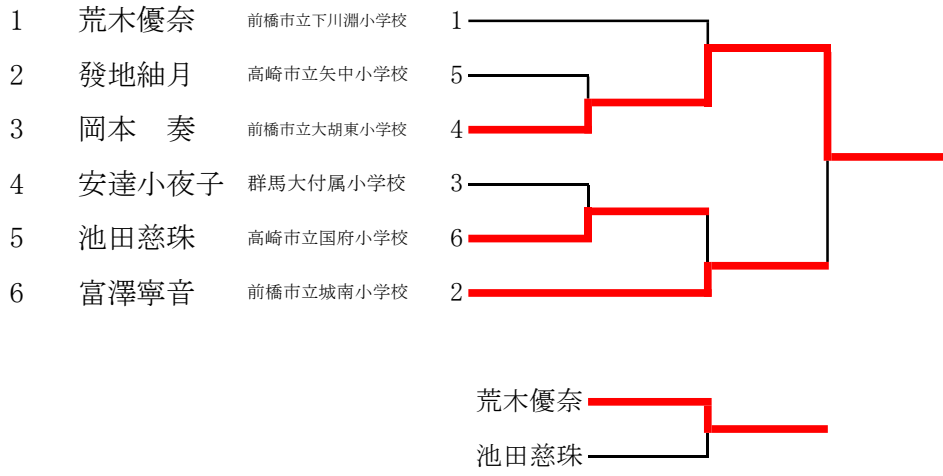 1 荒木優奈 前橋市立下川淵小学校 1
2 發地紬月 高崎市立矢中小学校 5
3 岡本　奏 前橋市立大胡東小学校 4
4 安達小夜子 群馬大付属小学校 3
5 池田慈珠 高崎市立国府小学校 6
6 富澤寧音 前橋市立城南小学校 2
荒木優奈
池田慈珠